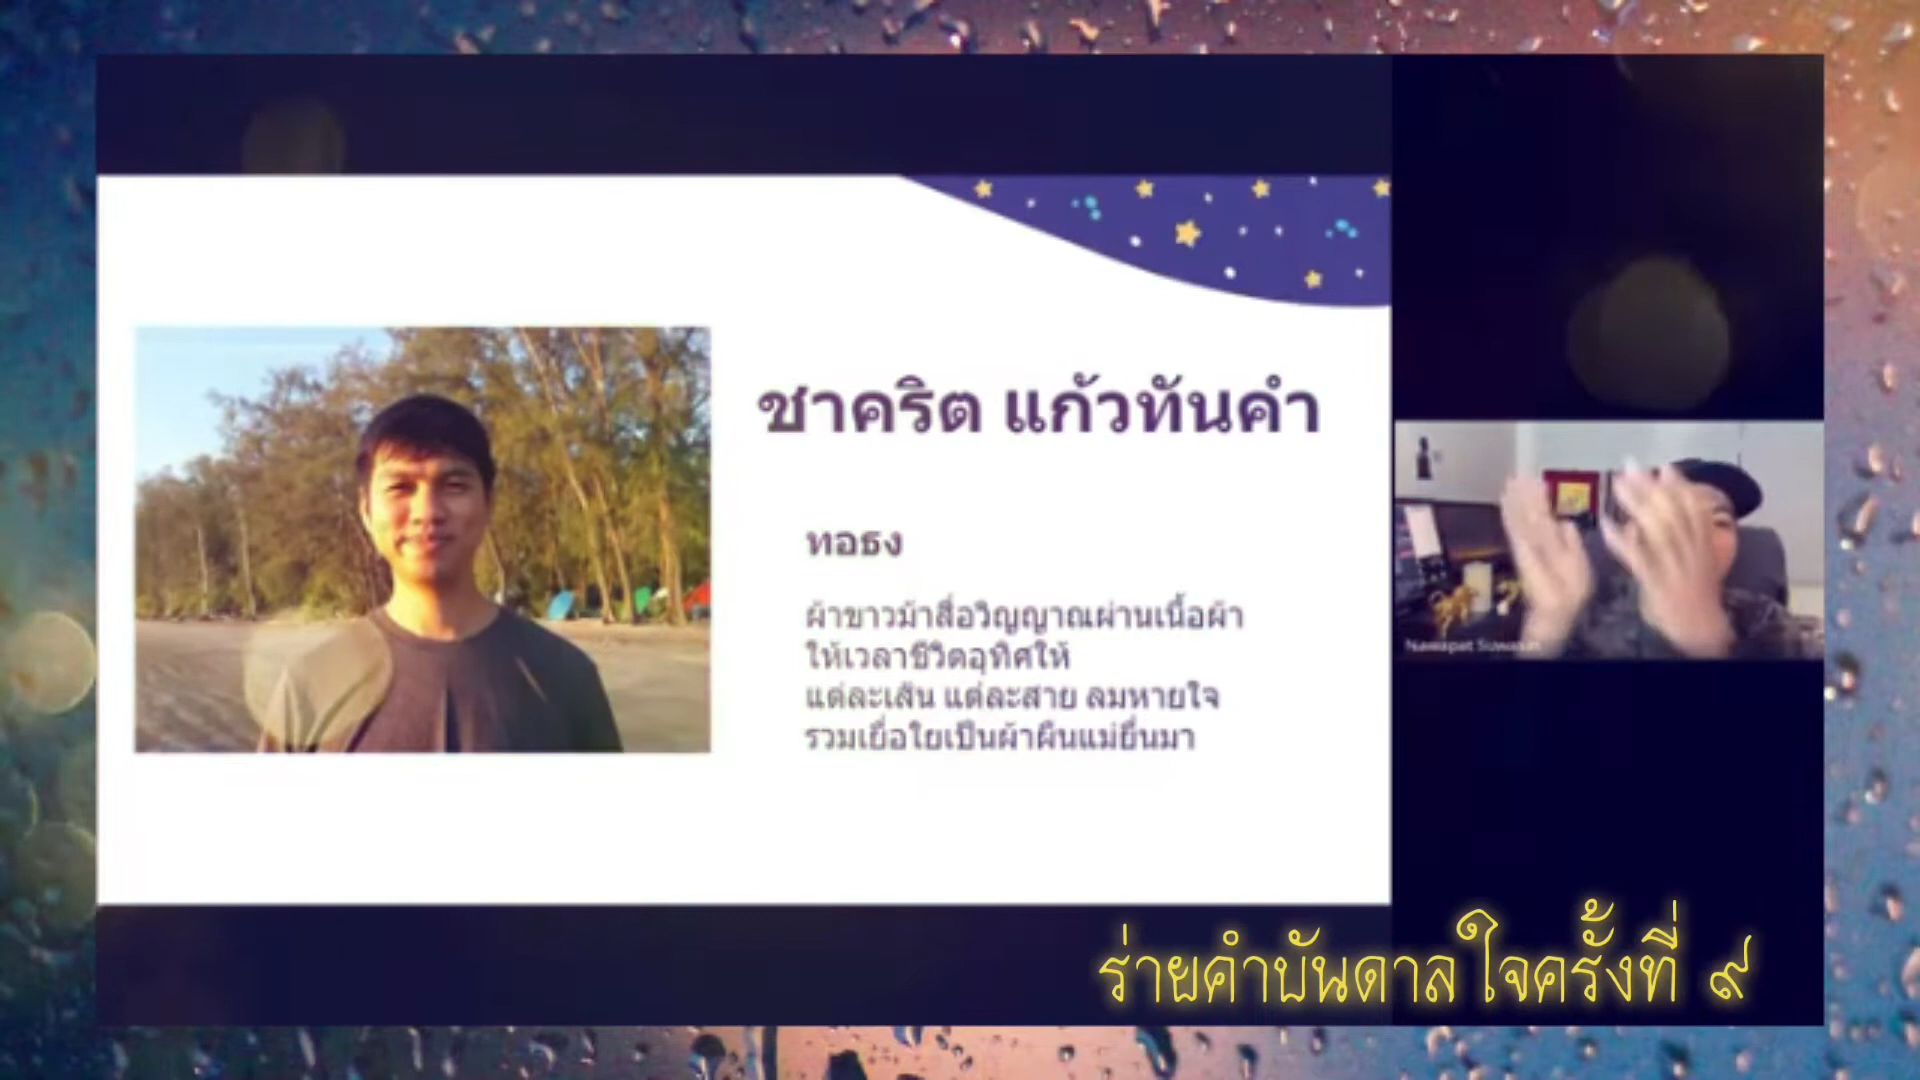 ชาคริต แก้วทันคำ
ทอธง
ผ้าขาวม้าสื่อวิญญาณผ่านเนื้อผ้า
ให้เวลาชีวิตอุทิศให้
แต่ละเส้น แต่ละสาย ลมหายใจ
รวมเยื่อใยเป็นผ้าผืนแม่ยื่นมา
Nawapat
ร่ายคำบันดาลใจครั้งที่ ๙